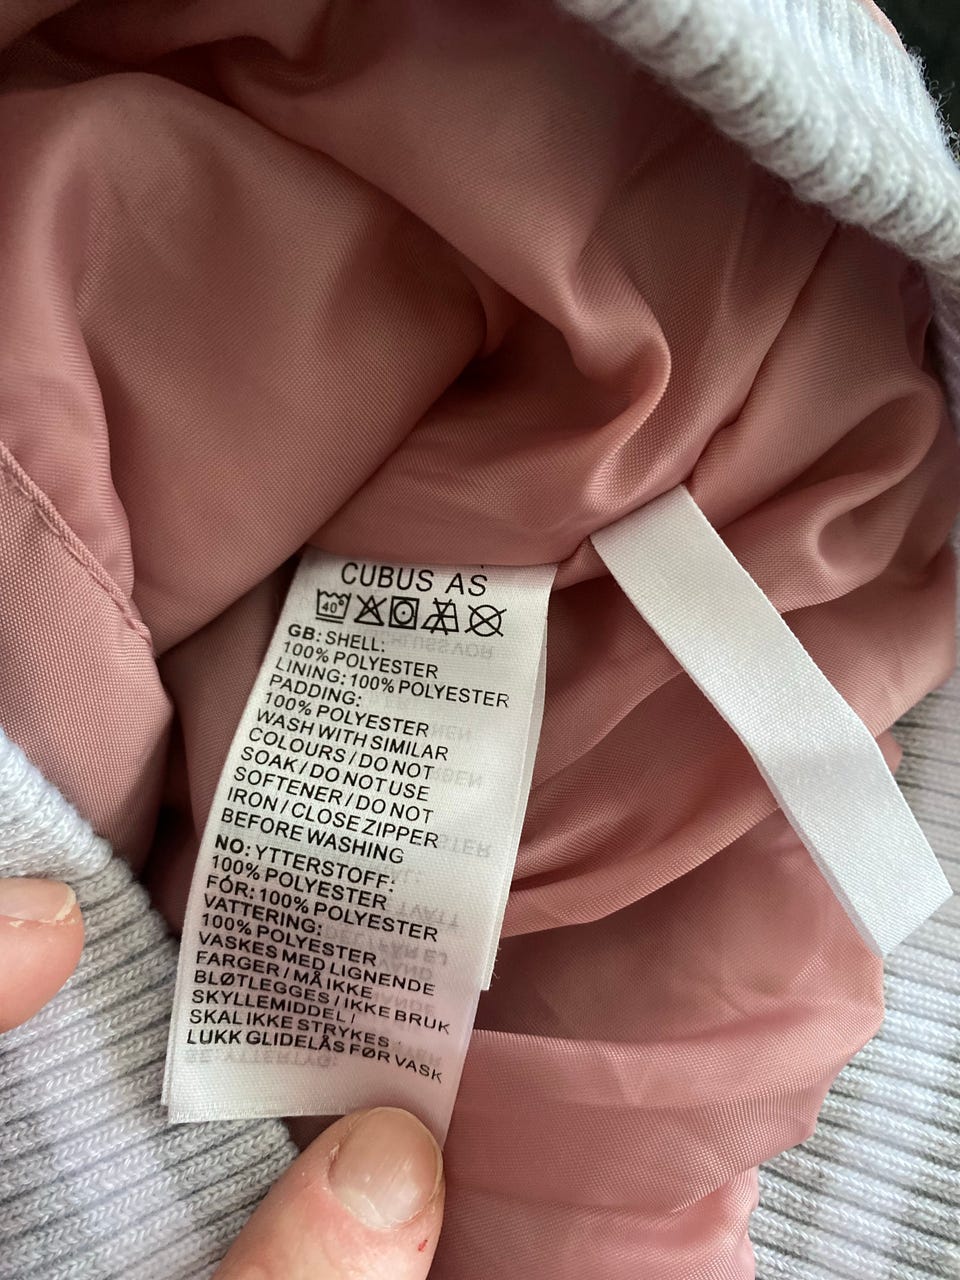 CUBUS AS
40°
GB: SHELL:
100% POLYESTER
LINING: 100% POLYESTER
PADDING:
100% POLYESTER
WASH WITH SIMILAR
COLOURS / DO NOT
SOAK / DO NOT USE
SOFTENER / DO NOT
IRON / CLOSE ZIPPER
BEFORE WASHING
NO: YTTERSTOFF:
100% POLYESTER
FÓR: 100% POLYESTER
VATTERING:
100% POLYESTER
VASKES MED LIGNENDE
FARGER / MÅ IKKE
BLØTLEGGES / IKKE BRUK
SKYLLEMIDDEL /
SKAL IKKE STRYKES
LUKK GLIDELÅS FØR VASK